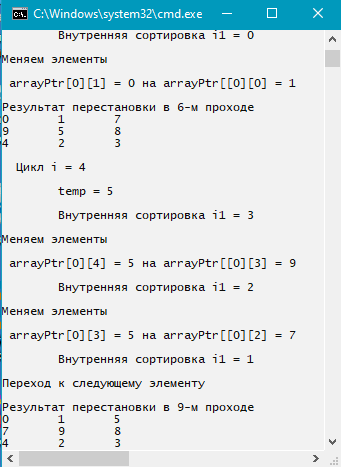 C:\Windows\system32\cmd.exe
Внутренняя сортировка i1 = 0
Меняем элементы
arrayPtr[0][1] = 0 на arrayPtr[[0][0] = 1
Результат перестановки в 6-м проходе
0 1 7
9 5 8
4 2 3
Цикл i = 4
temp = 5
Внутренняя сортировка i1 = 3
Меняем элементы
arrayPtr[0][4] = 5 на arrayPtr[[0][3] = 9
Внутренняя сортировка i1 = 2
Меняем элементы
arrayPtr[0][3] = 5 на arrayPtr[[0][2] = 7
Внутренняя сортировка i1 = 1
Переход к следующему элементу
Результат перестановки в 9-м проходе
0 1 5
7 9 8
4 2 3